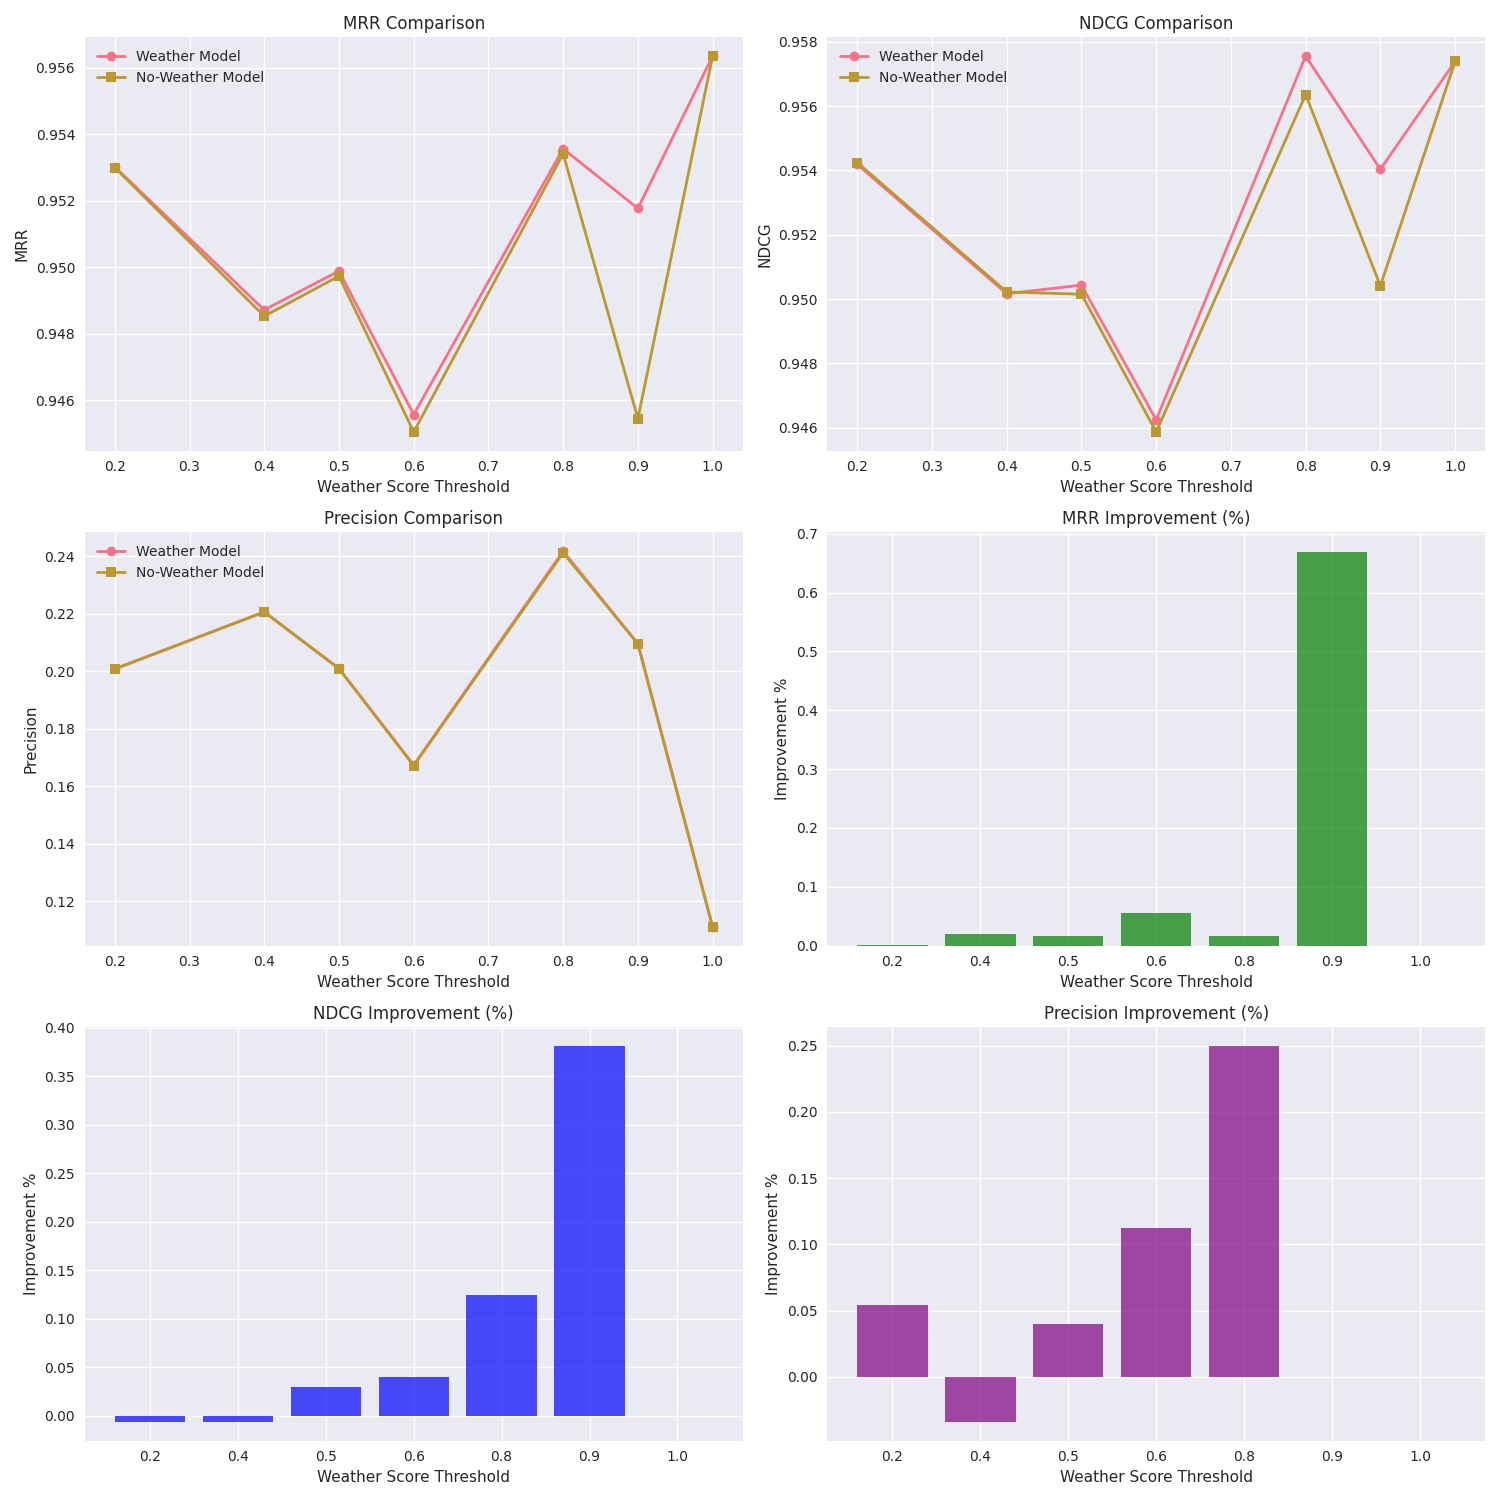 MRR Comparison
Weather Model
No-Weather Model
0.956
0.954
0.952
0.950
0.948
0.946
MRR
0.2 0.3 0.4 0.5 0.6 0.7 0.8 0.9 1.0
Weather Score Threshold
NDCG Comparison
Weather Model
No-Weather Model
0.958
0.956
0.954
0.952
0.950
0.948
0.946
NDCG
0.2 0.3 0.4 0.5 0.6 0.7 0.8 0.9 1.0
Weather Score Threshold
Precision Comparison
Weather Model
No-Weather Model
0.24
0.22
0.20
0.18
0.16
0.14
0.12
Precision
0.2 0.3 0.4 0.5 0.6 0.7 0.8 0.9 1.0
Weather Score Threshold
MRR Improvement (%)
0.7
0.6
0.5
0.4
0.3
0.2
0.1
0.0
Improvement %
0.2 0.4 0.5 0.6 0.8 0.9 1.0
Weather Score Threshold
NDCG Improvement (%)
0.40
0.35
0.30
0.25
0.20
0.15
0.10
0.05
0.00
Improvement %
0.2 0.4 0.5 0.6 0.8 0.9 1.0
Weather Score Threshold
Precision Improvement (%)
0.25
0.20
0.15
0.10
0.05
0.00
Improvement %
0.2 0.4 0.5 0.6 0.8 0.9 1.0
Weather Score Threshold